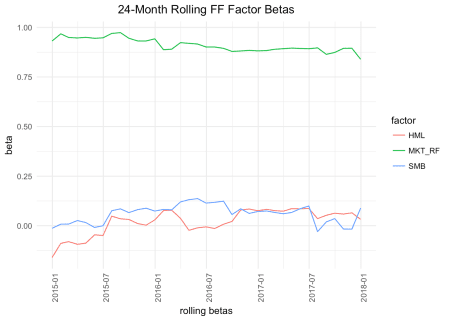 24-Month Rolling FF Factor Betas
1.00
0.75
0.50
0.25
0.00
beta
2015-01
2015-07
2016-01
2016-07
2017-01
2017-07
2018-01
rolling betas
factor
HML
MKT_RF
SMB